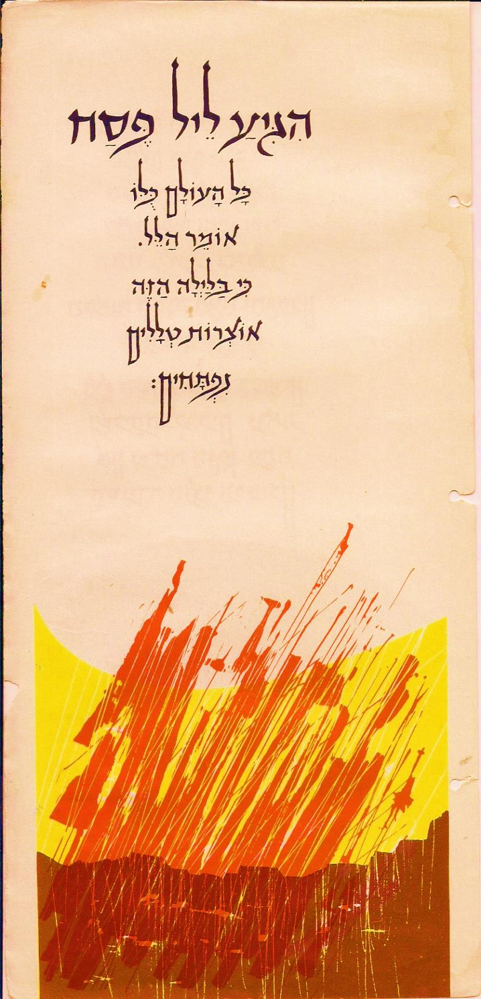 הִגִּיעַ לֵיל פֶּסַח
כָּל הָעוֹלָם כֻּלּוֹ
אוֹמֵר הַלֵּל.
כִּי בַּלַּיְלָה הַזֶּה
אוֹצְרוֹת טְלָלִים
נִפְתָּחִים: